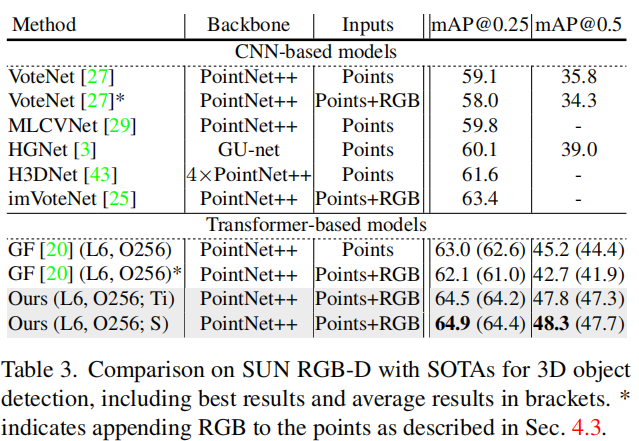 Method Backbone Inputs mAP@0.25 mAP@0.5
CNN-based models
VoteNet [27] PointNet++ Points 59.1 35.8
VoteNet [27]* PointNet++ Points+RGB 58.0 34.3
MLCVNet [29] PointNet++ Points 59.8 -
HGNet [3] GU-net Points 60.1 39.0
H3DNet [43] 4×PointNet++ Points 61.6 -
imVoteNet [25] PointNet++ Points+RGB 63.4 -
Transformer-based models
GF [20] (L6, O256) PointNet++ Points 63.0 (62.6) 45.2 (44.4)
GF [20] (L6, O256)* PointNet++ Points+RGB 62.1 (61.0) 42.7 (41.9)
Ours (L6, O256; Ti) PointNet++ Points+RGB 64.5 (64.2) 47.8 (47.3)
Ours (L6, O256; S) PointNet++ Points+RGB 64.9 (64.4) 48.3 (47.7)
Table 3. Comparison on SUN RGB-D with SOTAs for 3D object
detection, including best results and average results in brackets. *
indicates appending RGB to the points as described in Sec. 4.3.